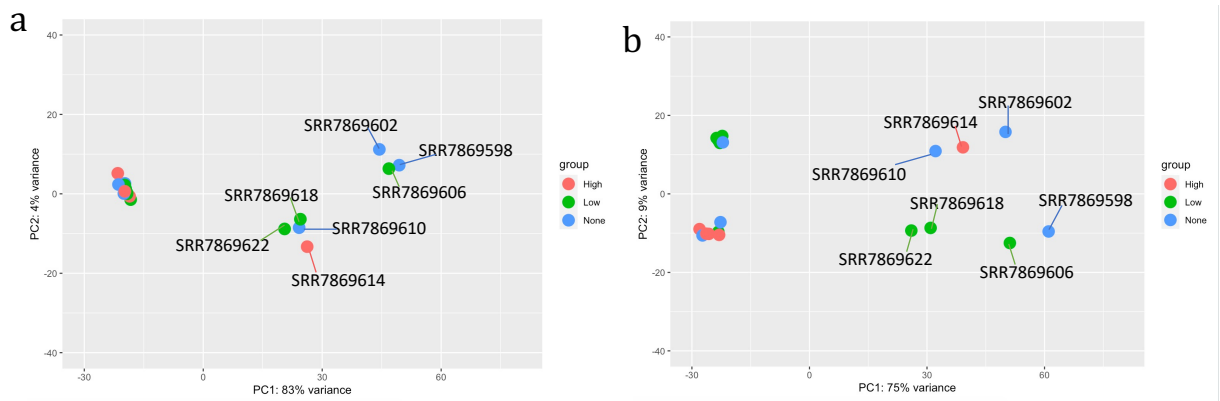 a
40
20
0
-20
-40
PC2: 4% variance
-30
0
30
60
PC1: 83% variance
SRR7869602
SRR7869598
SRR7869606
SRR7869618
SRR7869610
SRR7869622
SRR7869614
group
High
Low
None
b
40
20
0
-20
-40
PC2: 9% variance
-30
0
30
60
PC1: 75% variance
SRR7869602
SRR7869614
SRR7869610
SRR7869618
SRR7869598
SRR7869622
SRR7869606
group
High
Low
None